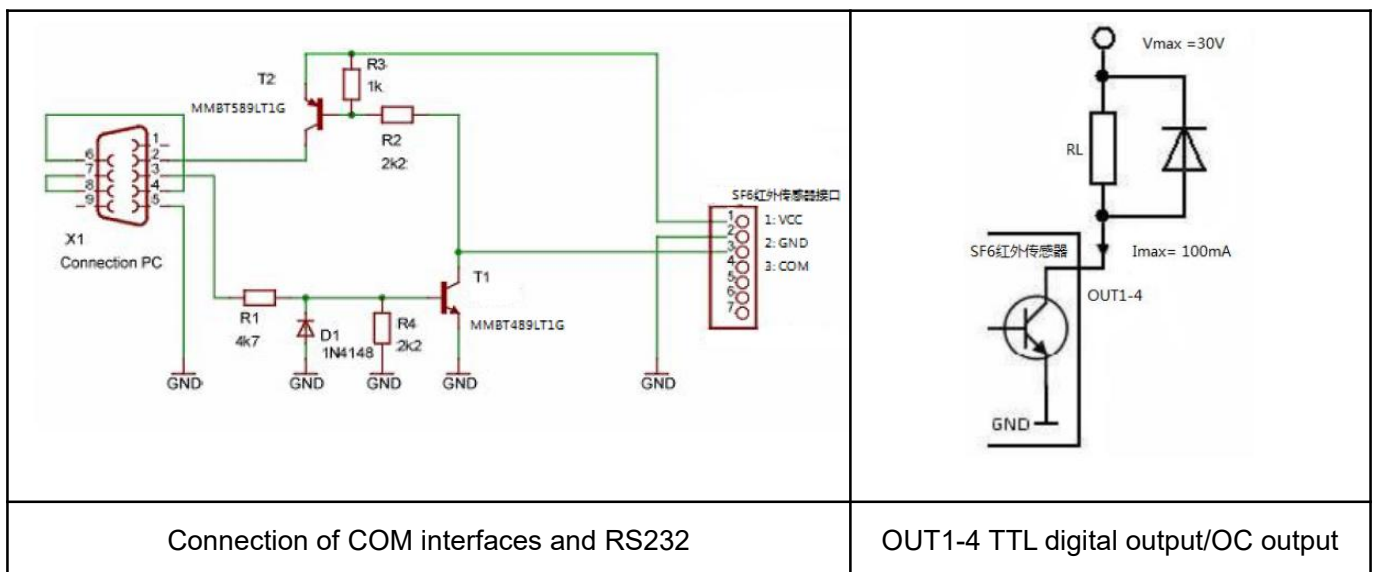 T2
MMBT589LT1G
R3
1k
R2
2k2
1
2
3
4
5
6
7
8
9
X1
Connection PC
R1
4k7
D1
1N4148
R4
2k2
T1
MMBT489LT1G
GND
GND
GND
GND
GND
SF6红外传感器接口
1
2
3
4
5
6
7
1: VCC
2: GND
3: COM
Vmax =30V
RL
Imax= 100mA
SF6红外传感器
OUT1-4
GND
Connection of COM interfaces and RS232
OUT1-4 TTL digital output/OC output